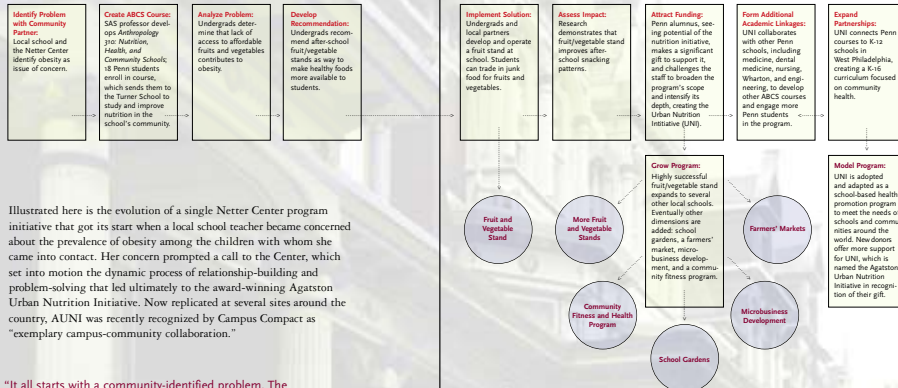 Identify Problem
with Community
Partner:
Local school and
the Netter Center
identify obesity as
issue of concern.
Create ABCS Course:
SAS professor devel-
ops Anthropology
310: Nutrition,
Health, and
Community Schools;
18 Penn students
enroll in course,
which sends them to
the Turner School to
study and improve
nutrition in the
school's community.
Analyze Problem:
Undergrads deter-
mine that lack of
access to affordable
fruits and vegetables
contributes to
obesity.
Develop
Recommendation:
Undergrads recom-
mend after-school
fruit/vegetable
stands as way to
make healthy foods
more available to
students.
Implement Solution:
Undergrads and
local partners
develop and operate
a fruit stand at
school. Students
can trade in junk
food for fruits and
vegetables.
Assess Impact:
Research
demonstrates that
fruit/vegetable stand
improves after-
school snacking
patterns.
Attract Funding:
Penn alumnus, see-
ing potential of the
nutrition initiative,
makes a significant
gift to support it,
and challenges the
staff to broaden the
program's scope
and intensify its
depth, creating the
Urban Nutrition
Initiative (UNI).
Form Additional
Academic Linkages:
UNI collaborates
with other Penn
schools, including
medicine, dental
medicine, nursing,
Wharton, and engi-
neering, to develop
other ABCS courses
and engage more
Penn students
in the program.
Expand
Partnerships:
UNI connects Penn
courses to K-12
schools in
West Philadelphia,
creating a K-16
curriculum focused
on community
health.
Grow Program:
Highly successful
fruit/vegetable stand
expands to several
other local schools.
Eventually other
dimensions are
added: school
gardens, a farmers'
market, micro-
business develop-
ment, and a commu-
nity fitness program.
Model Program:
UNI is adopted
and adapted as a
school-based health
promotion program
to meet the needs of
schools and commu-
nities around the
world. New donors
offer more support
for UNI, which is
named the Agatston
Urban Nutrition
Initiative in recogni-
tion of their gift.
Fruit and
Vegetable
Stand
More Fruit
and Vegetable
Stands
Farmers' Markets
Community
Fitness and Health
Program
Microbusiness
Development
School Gardens
Illustrated here is the evolution of a single Netter Center program
initiative that got its start when a local school teacher became concerned
about the prevalence of obesity among the children with whom she
came into contact. Her concern prompted a call to the Center, which
set into motion the dynamic process of relationship-building and
problem-solving that led ultimately to the award-winning Agatston
Urban Nutrition Initiative. Now replicated at several sites around the
country, AUNI was recently recognized by Campus Compact as
"exemplary campus-community collaboration."
"It all starts with a community-identified problem. The